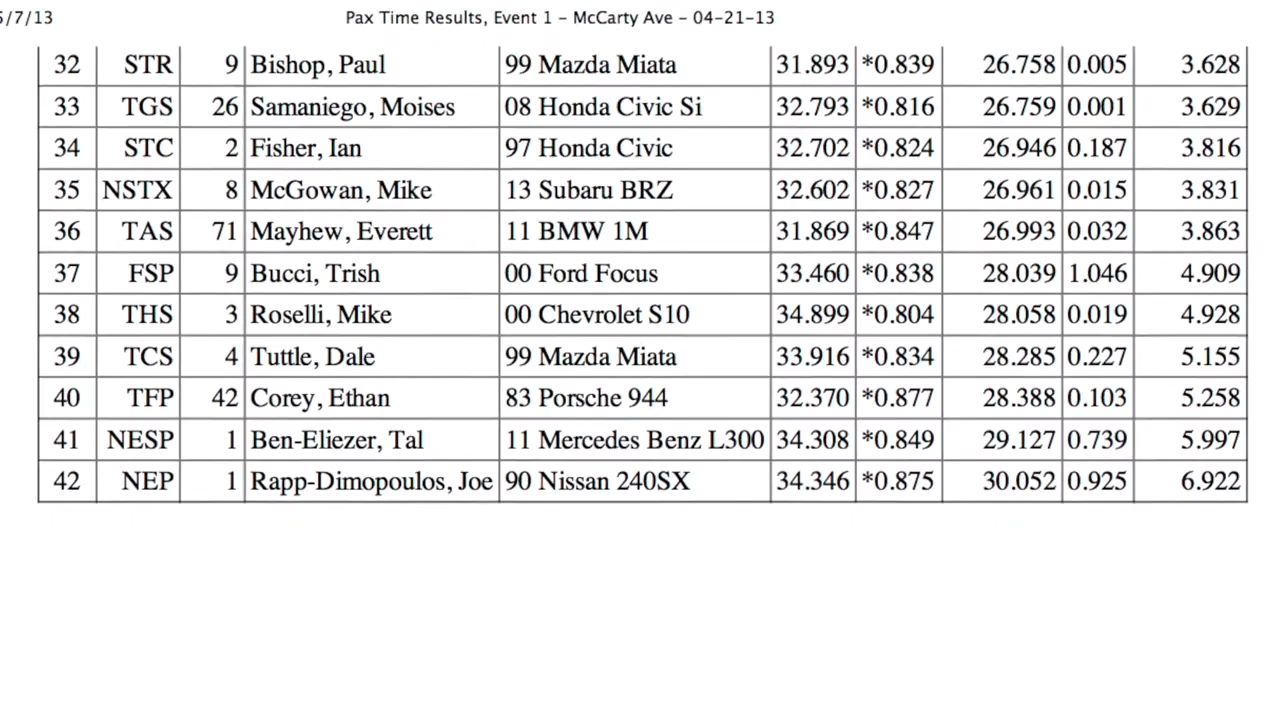 5/7/13 Pax Time Results, Event 1 – McCarty Ave – 04-21-13
32 STR 9 Bishop, Paul 99 Mazda Miata 31.893 *0.839 26.758 0.005 3.628
33 TGS 26 Samaniego, Moises 08 Honda Civic Si 32.793 *0.816 26.759 0.001 3.629
34 STC 2 Fisher, Ian 97 Honda Civic 32.702 *0.824 26.946 0.187 3.816
35 NSTX 8 McGowan, Mike 13 Subaru BRZ 32.602 *0.827 26.961 0.015 3.831
36 TAS 71 Mayhew, Everett 11 BMW 1M 31.869 *0.847 26.993 0.032 3.863
37 FSP 9 Bucci, Trish 00 Ford Focus 33.460 *0.838 28.039 1.046 4.909
38 THS 3 Roselli, Mike 00 Chevrolet S10 34.899 *0.804 28.058 0.019 4.928
39 TCS 4 Tuttle, Dale 99 Mazda Miata 33.916 *0.834 28.285 0.227 5.155
40 TFP 42 Corey, Ethan 83 Porsche 944 32.370 *0.877 28.388 0.103 5.258
41 NESP 1 Ben-Eliezer, Tal 11 Mercedes Benz L300 34.308 *0.849 29.127 0.739 5.997
42 NEP 1 Rapp-Dimopoulos, Joe 90 Nissan 240SX 34.346 *0.875 30.052 0.925 6.922